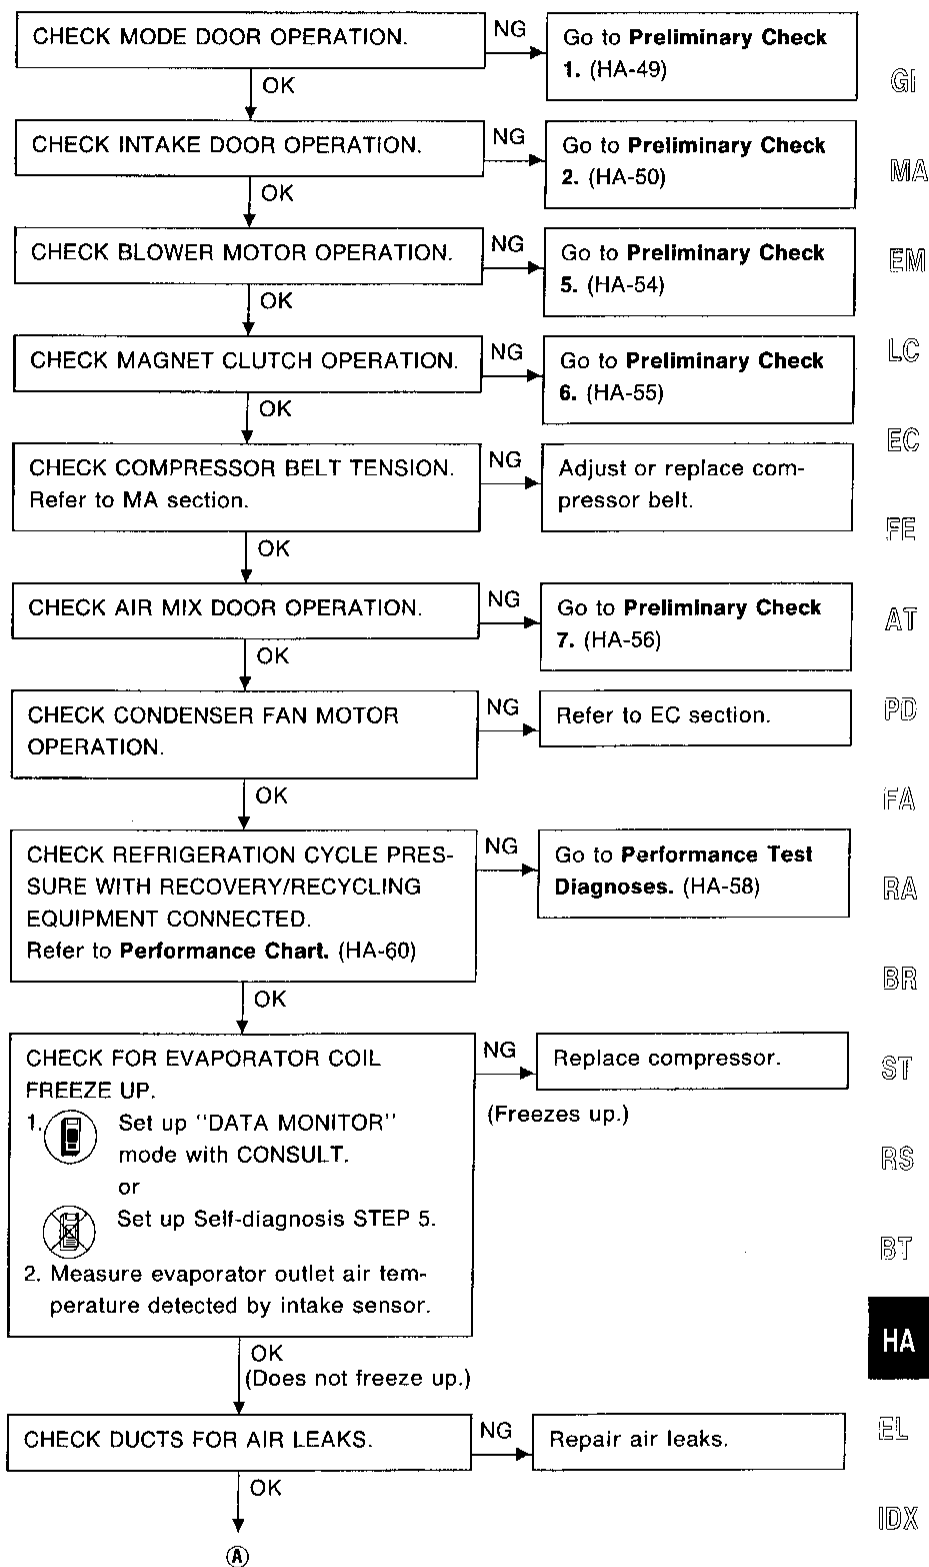 CHECK MODE DOOR OPERATION.
NG
Go to Preliminary Check
1. (HA-49)
OK
CHECK INTAKE DOOR OPERATION.
NG
Go to Preliminary Check
2. (HA-50)
OK
CHECK BLOWER MOTOR OPERATION.
NG
Go to Preliminary Check
5. (HA-54)
OK
CHECK MAGNET CLUTCH OPERATION.
NG
Go to Preliminary Check
6. (HA-55)
OK
CHECK COMPRESSOR BELT TENSION.
Refer to MA section.
NG
Adjust or replace com-
pressor belt.
OK
CHECK AIR MIX DOOR OPERATION.
NG
Go to Preliminary Check
7. (HA-56)
OK
CHECK CONDENSER FAN MOTOR
OPERATION.
NG
Refer to EC section.
OK
CHECK REFRIGERATION CYCLE PRES-
SURE WITH RECOVERY/RECYCLING
EQUIPMENT CONNECTED.
Refer to Performance Chart. (HA-60)
NG
Go to Performance Test
Diagnoses. (HA-58)
OK
CHECK FOR EVAPORATOR COIL
FREEZE UP.
1. Set up "DATA MONITOR"
mode with CONSULT.
or
Set up Self-diagnosis STEP 5.
2. Measure evaporator outlet air tem-
perature detected by intake sensor.
NG
(Freezes up.)
Replace compressor.
OK
(Does not freeze up.)
CHECK DUCTS FOR AIR LEAKS.
NG
Repair air leaks.
OK
A
GI
MA
EM
LC
EC
FE
AT
PD
FA
RA
BR
ST
RS
BT
HA
EL
IDX